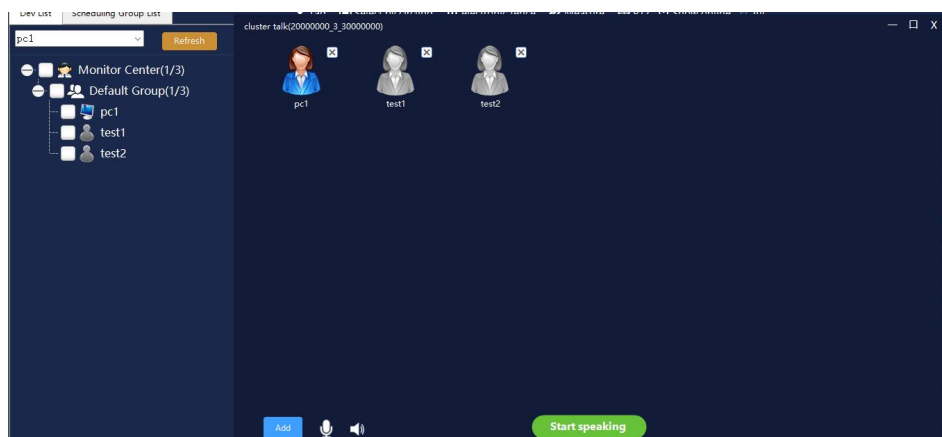 Dev List Scheduling Group List
cluster talk(20000000_3_30000000)
pc1
Refresh
Monitor Center(1/3)
Default Group(1/3)
pc1
test1
test2
pc1 test1 test2
Add
Start speaking